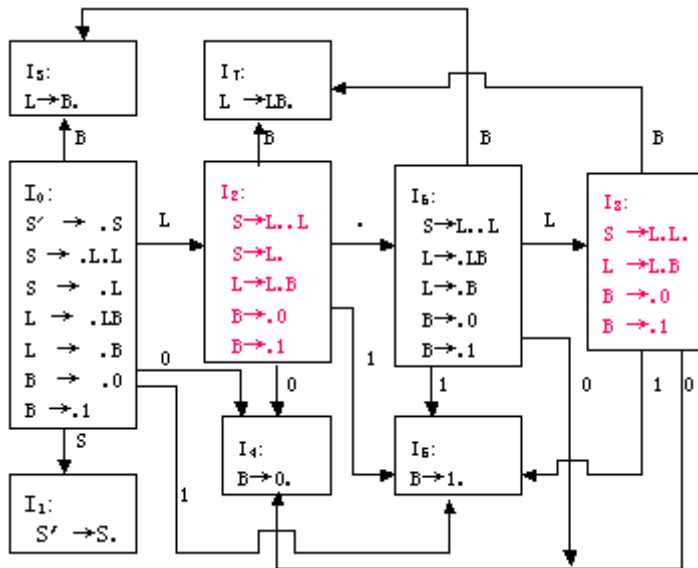 I₃:
L→B.
I₇:
L →LB.
B
B
B
B
I₀:
S′ → .S
S → .L.L
S → .L
L → .LB
L → .B
B → .0
B →.1
L
I₂:
S→L..L
S→L.
L→L.B
B→.0
B→.1
.
I₆:
S→L..L
L→.LB
L→.B
B→.0
B→.1
L
I₈:
S →L.L.
L →L.B
B →.0
B →.1
0
1
S
0
1
1
0
1
0
I₄:
B→0.
I₅:
B→1.
I₁:
S′ →S.